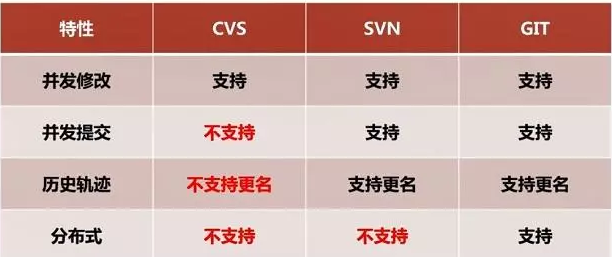 特性 CVS SVN GIT
并发修改 支持 支持 支持
并发提交 不支持 支持 支持
历史轨迹 不支持更名 支持更名 支持更名
分布式 不支持 不支持 支持